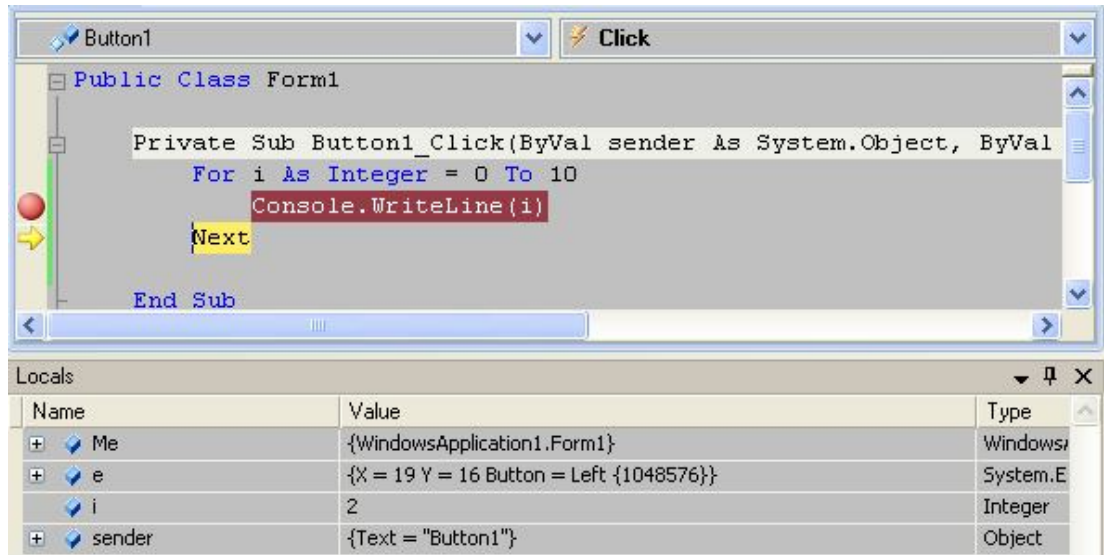 Button1 Click
Public Class Form1
Private Sub Button1_Click(ByVal sender As System.Object, ByVal
For i As Integer = 0 To 10
Console.WriteLine(i)
Next
End Sub
Locals
Name Value Type
Me {WindowsApplication1.Form1} Windows
e {X = 19 Y = 16 Button = Left {1048576}} System.E
i 2 Integer
sender {Text = "Button1"} Object